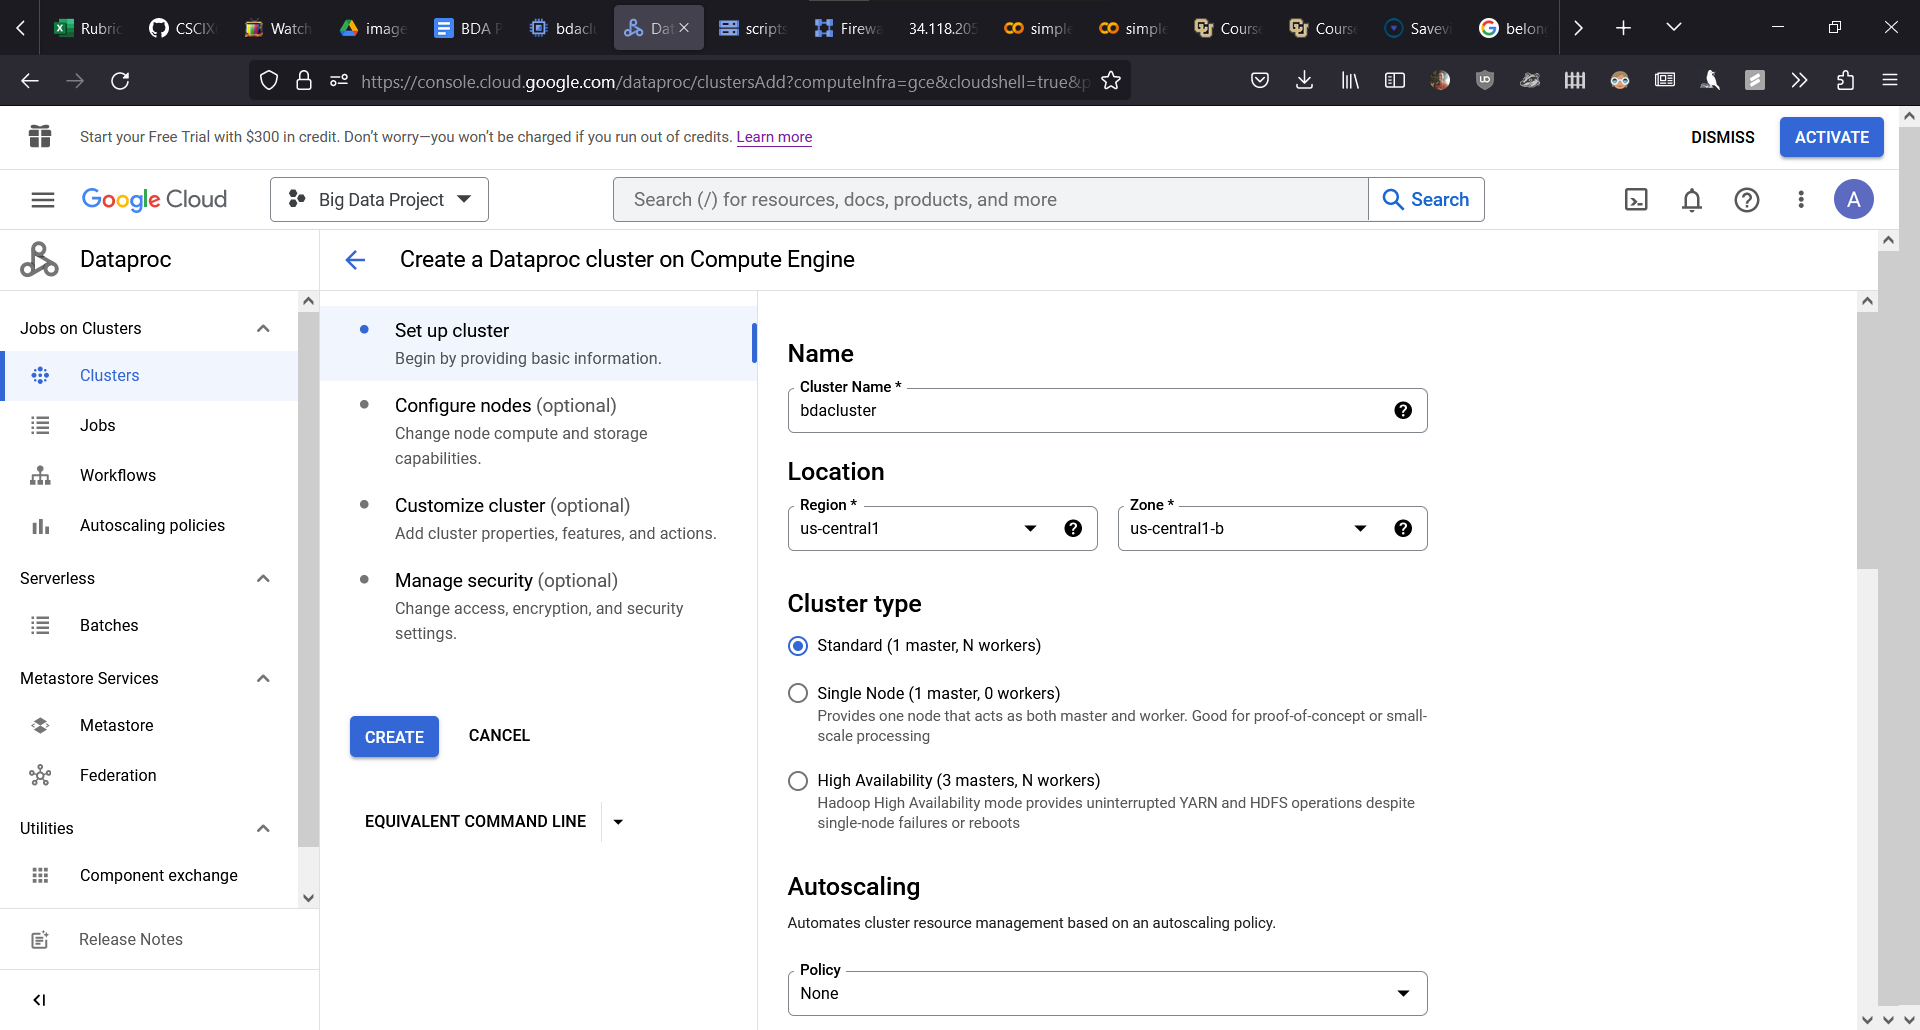 Rubric
CSCIX
Watch
image
BDA P
bdaclu
Dat
scripts
Firewa
34.118.205
simple
simple
Course
Course
Savevi
belon
https://console.cloud.google.com/dataproc/clustersAdd?computeInfra=gce&cloudshell=true&p
Start your Free Trial with $300 in credit. Don’t worry—you won’t be charged if you run out of credits. Learn more
DISMISS
ACTIVATE
Google Cloud
Big Data Project
Search (/) for resources, docs, products, and more
Search
A
Dataproc
Create a Dataproc cluster on Compute Engine
Jobs on Clusters
Clusters
Jobs
Workflows
Autoscaling policies
Serverless
Batches
Metastore Services
Metastore
Federation
Utilities
Component exchange
Release Notes
Set up cluster
Begin by providing basic information.
Configure nodes (optional)
Change node compute and storage
capabilities.
Customize cluster (optional)
Add cluster properties, features, and actions.
Manage security (optional)
Change access, encryption, and security
settings.
CREATE
CANCEL
EQUIVALENT COMMAND LINE
Name
Cluster Name *
bdacluster
Location
Region *
us-central1
Zone *
us-central1-b
Cluster type
Standard (1 master, N workers)
Single Node (1 master, 0 workers)
Provides one node that acts as both master and worker. Good for proof-of-concept or small-
scale processing
High Availability (3 masters, N workers)
Hadoop High Availability mode provides uninterrupted YARN and HDFS operations despite
single-node failures or reboots
Autoscaling
Automates cluster resource management based on an autoscaling policy.
Policy
None